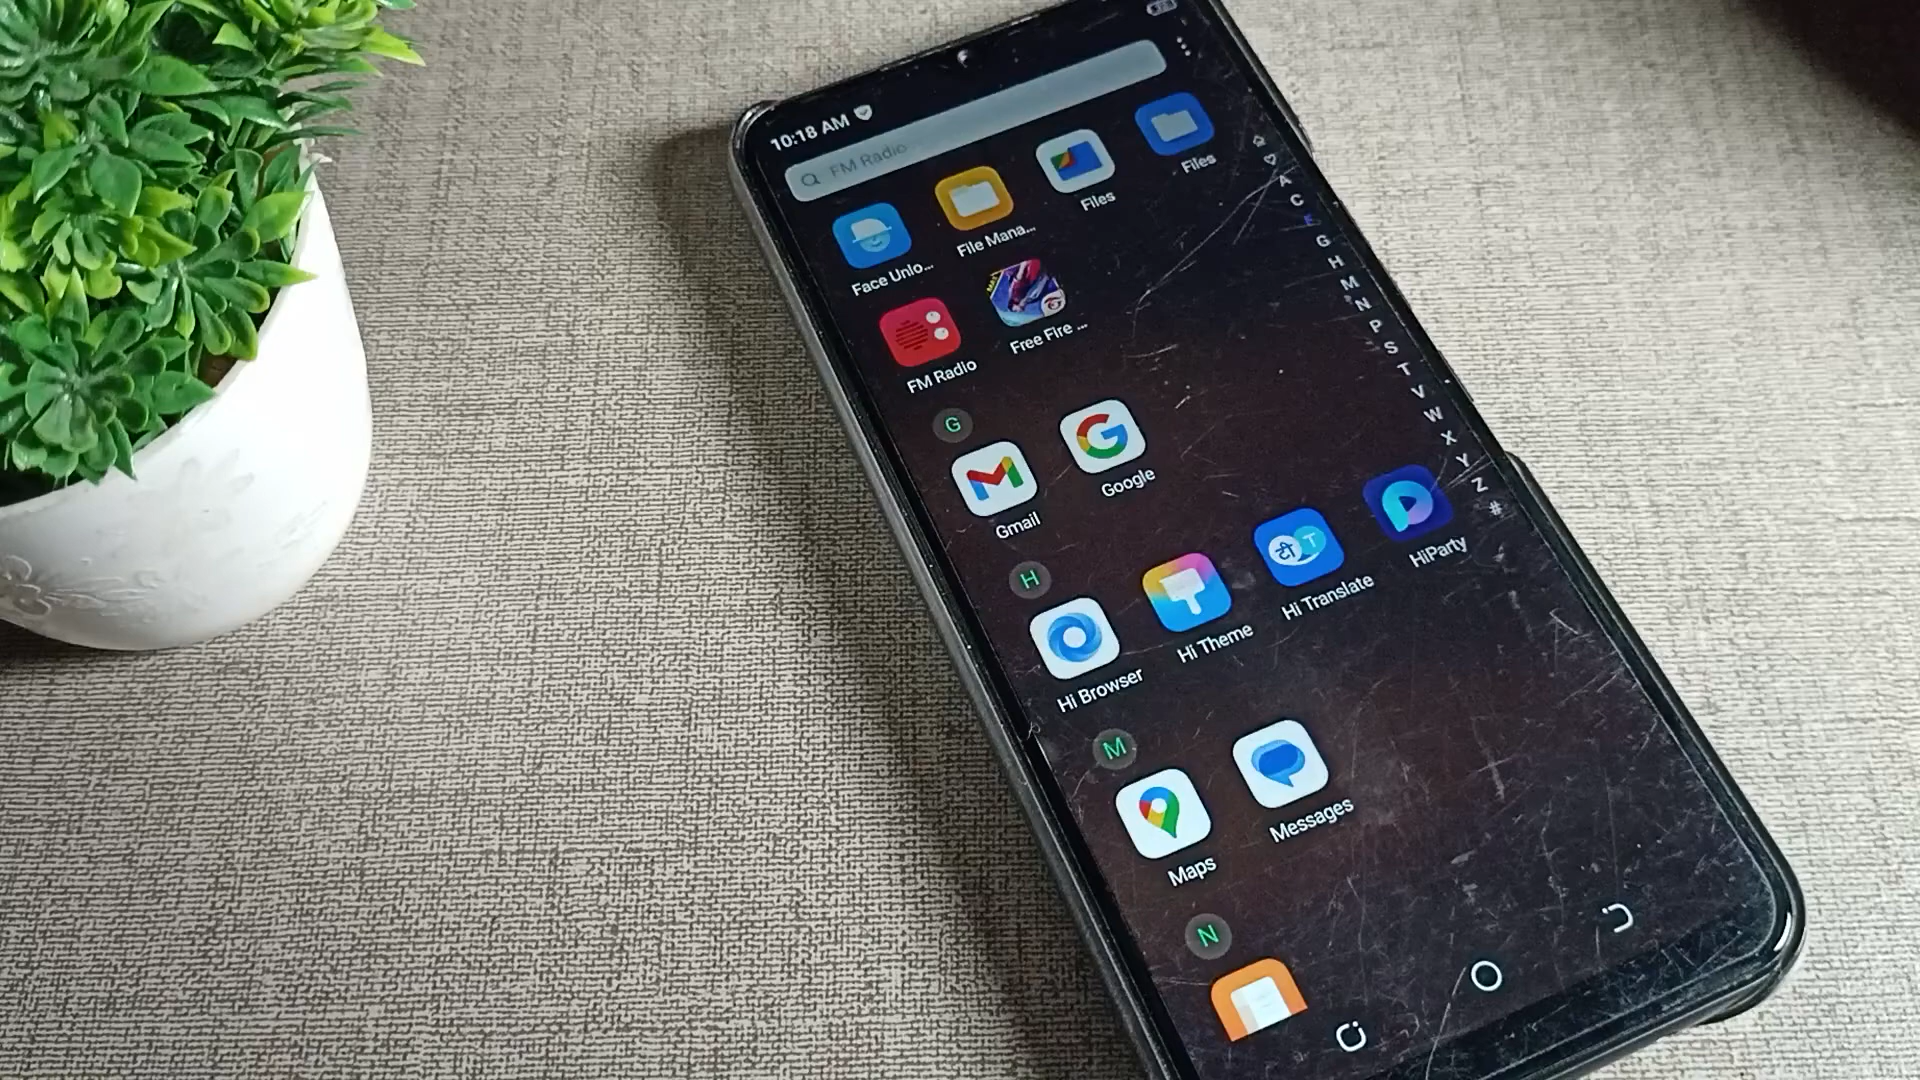 10:18 AM
FM Radio
Face Unlo...
File Mana...
Files
Files
FM Radio
Free Fire ...
G
Gmail
Google
H
Hi Browser
Hi Theme
टी T
Hi Translate
HiParty
M
Maps
Messages
N
A
C
F
G
H
M
N
P
S
T
V
W
X
Y
Z
#